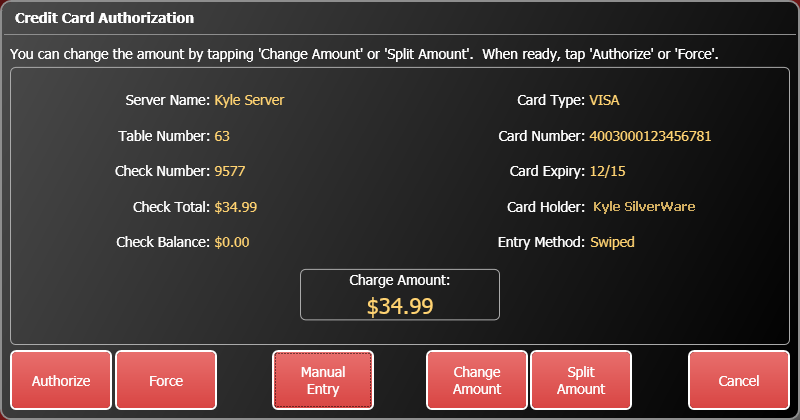 Credit Card Authorization
You can change the amount by tapping 'Change Amount' or 'Split Amount'.  When ready, tap 'Authorize' or 'Force'.
Server Name: Kyle Server
Card Type: VISA
Table Number: 63
Card Number: 4003000123456781
Check Number: 9577
Card Expiry: 12/15
Check Total: $34.99
Card Holder: Kyle SilverWare
Check Balance: $0.00
Entry Method: Swiped
Charge Amount:
$34.99
Authorize
Force
Manual
Entry
Change
Amount
Split
Amount
Cancel